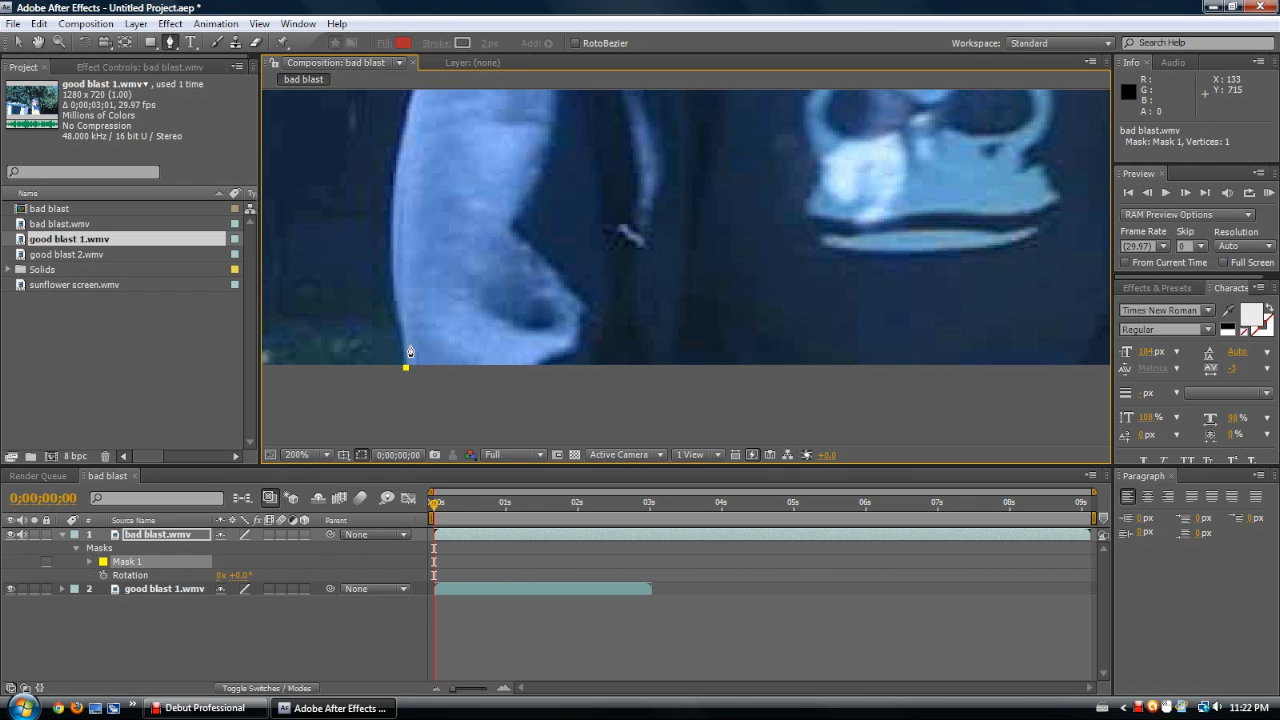 Adobe After Effects - Untitled Project.aep *
File Edit Composition Layer Effect Animation View Window Help
Fill: Stroke: 2 px Add: RotoBezier Workspace: Standard Search Help
Project Effect Controls: bad blast.wmv
good blast 1.wmv , used 1 time
1280 x 720 (1.00)
Δ 0;00;03;01, 29.97 fps
Millions of Colors
No Compression
48.000 kHz / 16 bit U / Stereo
Name Ty
bad blast
bad blast.wmv
good blast 1.wmv
good blast 2.wmv
Solids
sunflower screen.wmv
8 bpc
Composition: bad blast Layer: (none)
bad blast
200% 0;00;00;00 Full Active Camera 1 View +0.0
Info Audio
R: X: 133
G: Y: 715
B:
A: 0
bad blast.wmv
Mask: Mask 1, Vertices: 1
Preview
RAM Preview Options
Frame Rate Skip Resolution
(29.97) 0 Auto
From Current Time Full Screen
Effects & Presets Characte
Times New Roman
Regular
184 px Auto
Metrics -3
- px
108 % 98 %
0 px 0 %
Paragraph
0 px 0 px 0 px
0 px 0 px
Render Queue bad blast
0;00;00;00
# Source Name Parent
1 bad blast.wmv None
Masks
Mask 1
Rotation 0x +0.0°
2 good blast 1.wmv None
01s 02s 03s 04s 05s 06s 07s 08s 09s
Toggle Switches / Modes
Debut Professional Adobe After Effects ... 11:22 PM